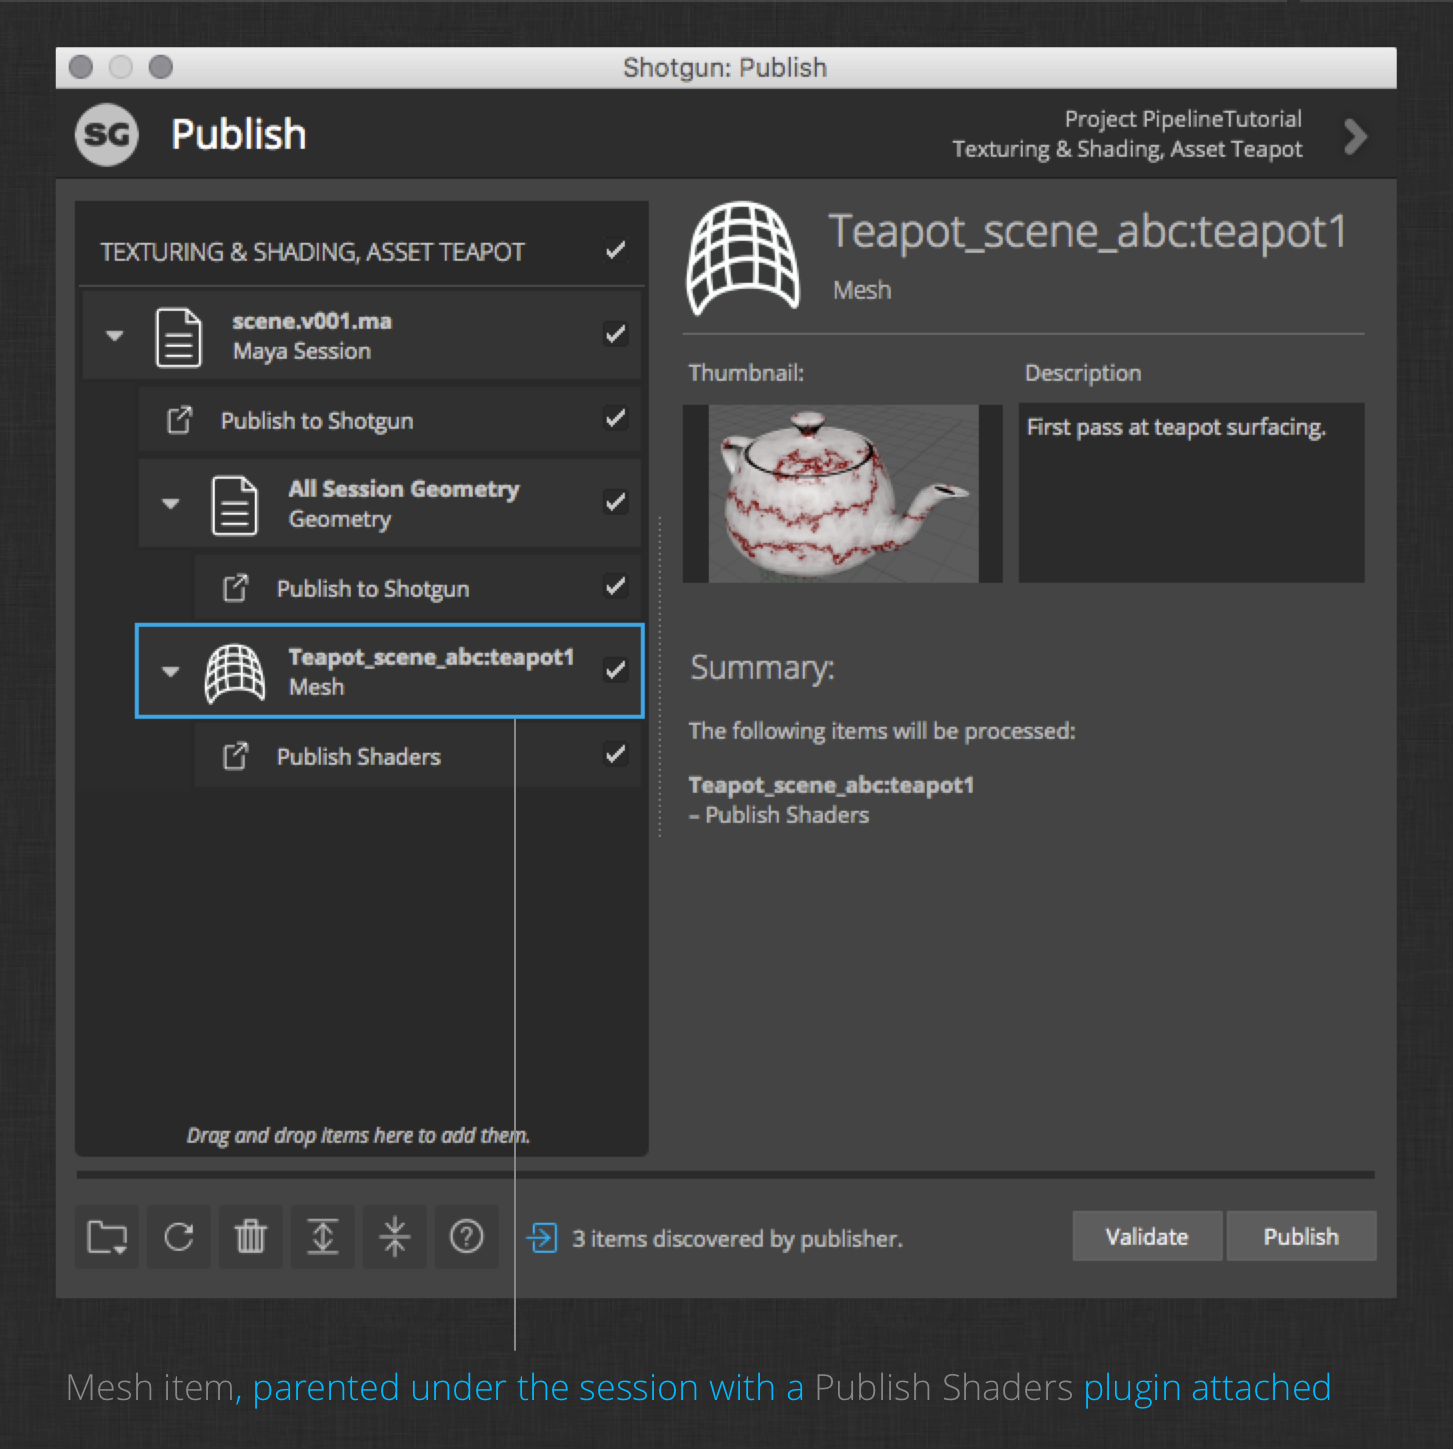 Shotgun: Publish
SG
Publish
Project PipelineTutorial
Texturing & Shading, Asset Teapot
TEXTURING & SHADING, ASSET TEAPOT
scene.v001.ma
Maya Session
Publish to Shotgun
All Session Geometry
Geometry
Publish to Shotgun
Teapot_scene_abc:teapot1
Mesh
Publish Shaders
Drag and drop items here to add them.
Teapot_scene_abc:teapot1
Mesh
Thumbnail:
Description
First pass at teapot surfacing.
Summary:
The following items will be processed:
Teapot_scene_abc:teapot1
– Publish Shaders
3 items discovered by publisher.
Validate
Publish
Mesh item, parented under the session with a Publish Shaders plugin attached